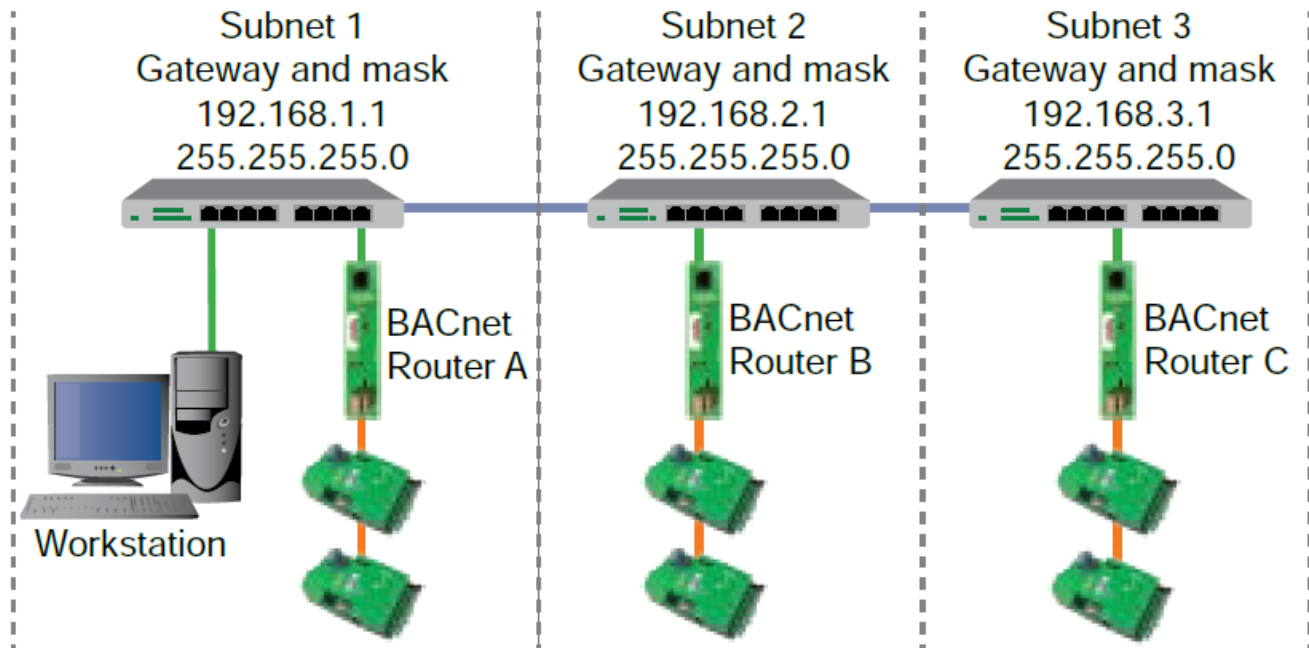 Subnet 1
Gateway and mask
192.168.1.1
255.255.255.0
Subnet 2
Gateway and mask
192.168.2.1
255.255.255.0
Subnet 3
Gateway and mask
192.168.3.1
255.255.255.0
BACnet
Router A
BACnet
Router B
BACnet
Router C
Workstation